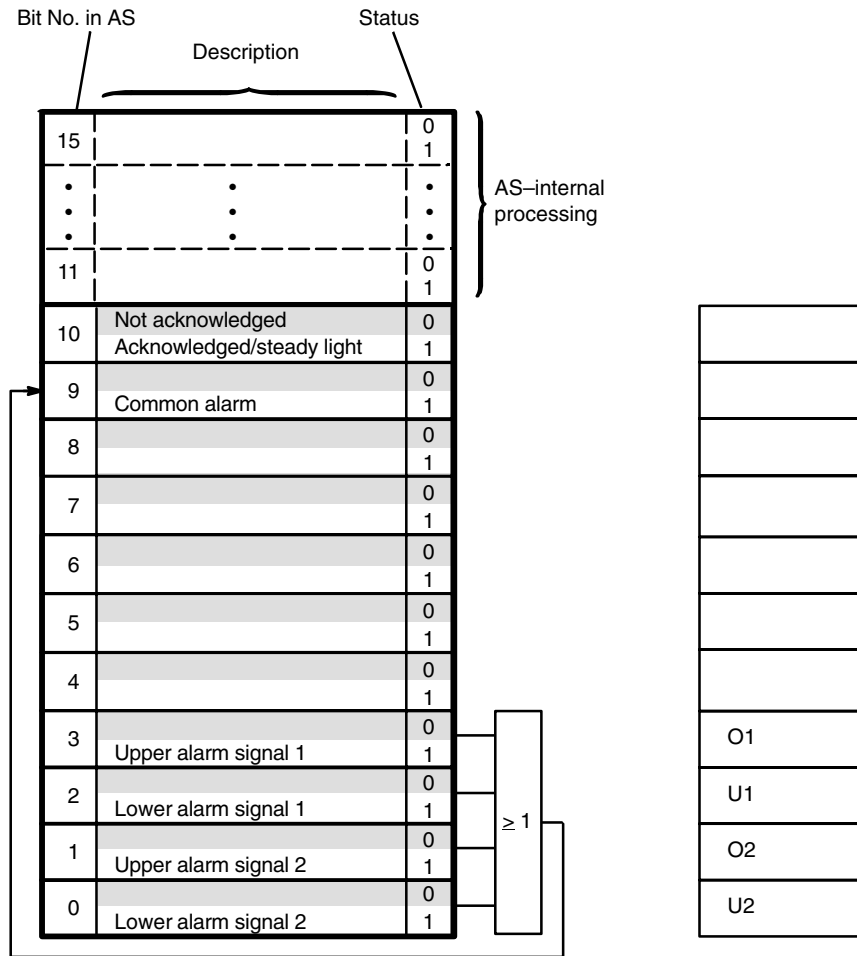 Bit No. in AS
Status
Description
15
0
1
AS–internal
processing
11
0
1
10
Not acknowledged
0
Acknowledged/steady light
1
9
0
Common alarm
1
8
0
1
7
0
1
6
0
1
5
0
1
4
0
1
3
0
Upper alarm signal 1
1
O1
2
0
Lower alarm signal 1
1
U1
≥ 1
1
0
Upper alarm signal 2
1
O2
0
0
Lower alarm signal 2
1
U2